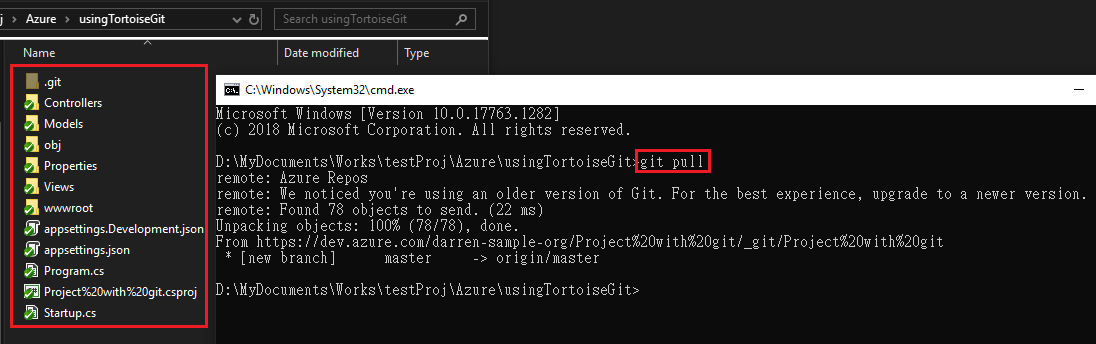 j > Azure > usingTortoiseGit
Search usingTortoiseGit
Name Date modified
.git
Controllers
Models
obj
Properties
Views
wwwroot
appsettings.Development.json
appsettings.json
Program.cs
Project%20with%20git.csproj
Startup.cs
C:\Windows\System32\cmd.exe
Microsoft Windows [Version 10.0.17763.1282]
(c) 2018 Microsoft Corporation. All rights reserved.
D:\MyDocuments\Works\testProj\Azure\usingTortoiseGit>git pull
remote: Azure Repos
remote: We noticed you're using an older version of Git. For the best experience, upgrade to a newer version.
remote: Found 78 objects to send. (22 ms)
Unpacking objects: 100% (78/78), done.
From https://dev.azure.com/darren-sample-org/Project%20with%20git/_git/Project%20with%20git
* [new branch] master -> origin/master
D:\MyDocuments\Works\testProj\Azure\usingTortoiseGit>